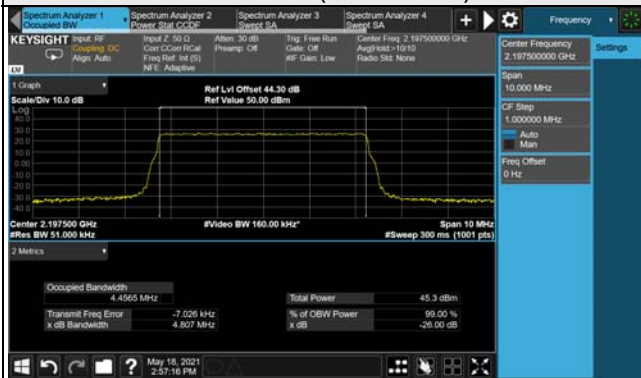 Spectrum Analyzer 1
Occupied BW
Spectrum Analyzer 2
Power Stat CCDF
Spectrum Analyzer 3
Swept SA
Spectrum Analyzer 4
Swept SA
Frequency
KEYSIGHT
Input: RF
Coupling: DC
Align: Auto
Input Z: 50 Ω
Corr CCorr RCal
Freq Ref: Int (S)
NFE: Adaptive
Atten: 30 dB
Preamp: Off
Trig: Free Run
Gate: Off
#IF Gain: Low
Center Freq: 2.197500000 GHz
Avg|Hold:>10/10
Radio Std: None
LM
Center Frequency
2.197500000 GHz
Settings
Span
10.000 MHz
CF Step
1.000000 MHz
Auto
Man
Freq Offset
0 Hz
1 Graph
Scale/Div 10.0 dB
Ref Lvl Offset 44.30 dB
Ref Value 50.00 dBm
Log
40.0
30.0
20.0
10.0
0.00
-10.0
-20.0
-30.0
-40.0
Center 2.197500 GHz
#Res BW 51.000 kHz
#Video BW 160.00 kHz*
Span 10 MHz
#Sweep 300 ms (1001 pts)
2 Metrics
Occupied Bandwidth
4.4565 MHz
Total Power 45.3 dBm
Transmit Freq Error -7.026 kHz
% of OBW Power 99.00 %
x dB Bandwidth 4.807 MHz
x dB -26.00 dB
May 18, 2021
2:57:16 PM